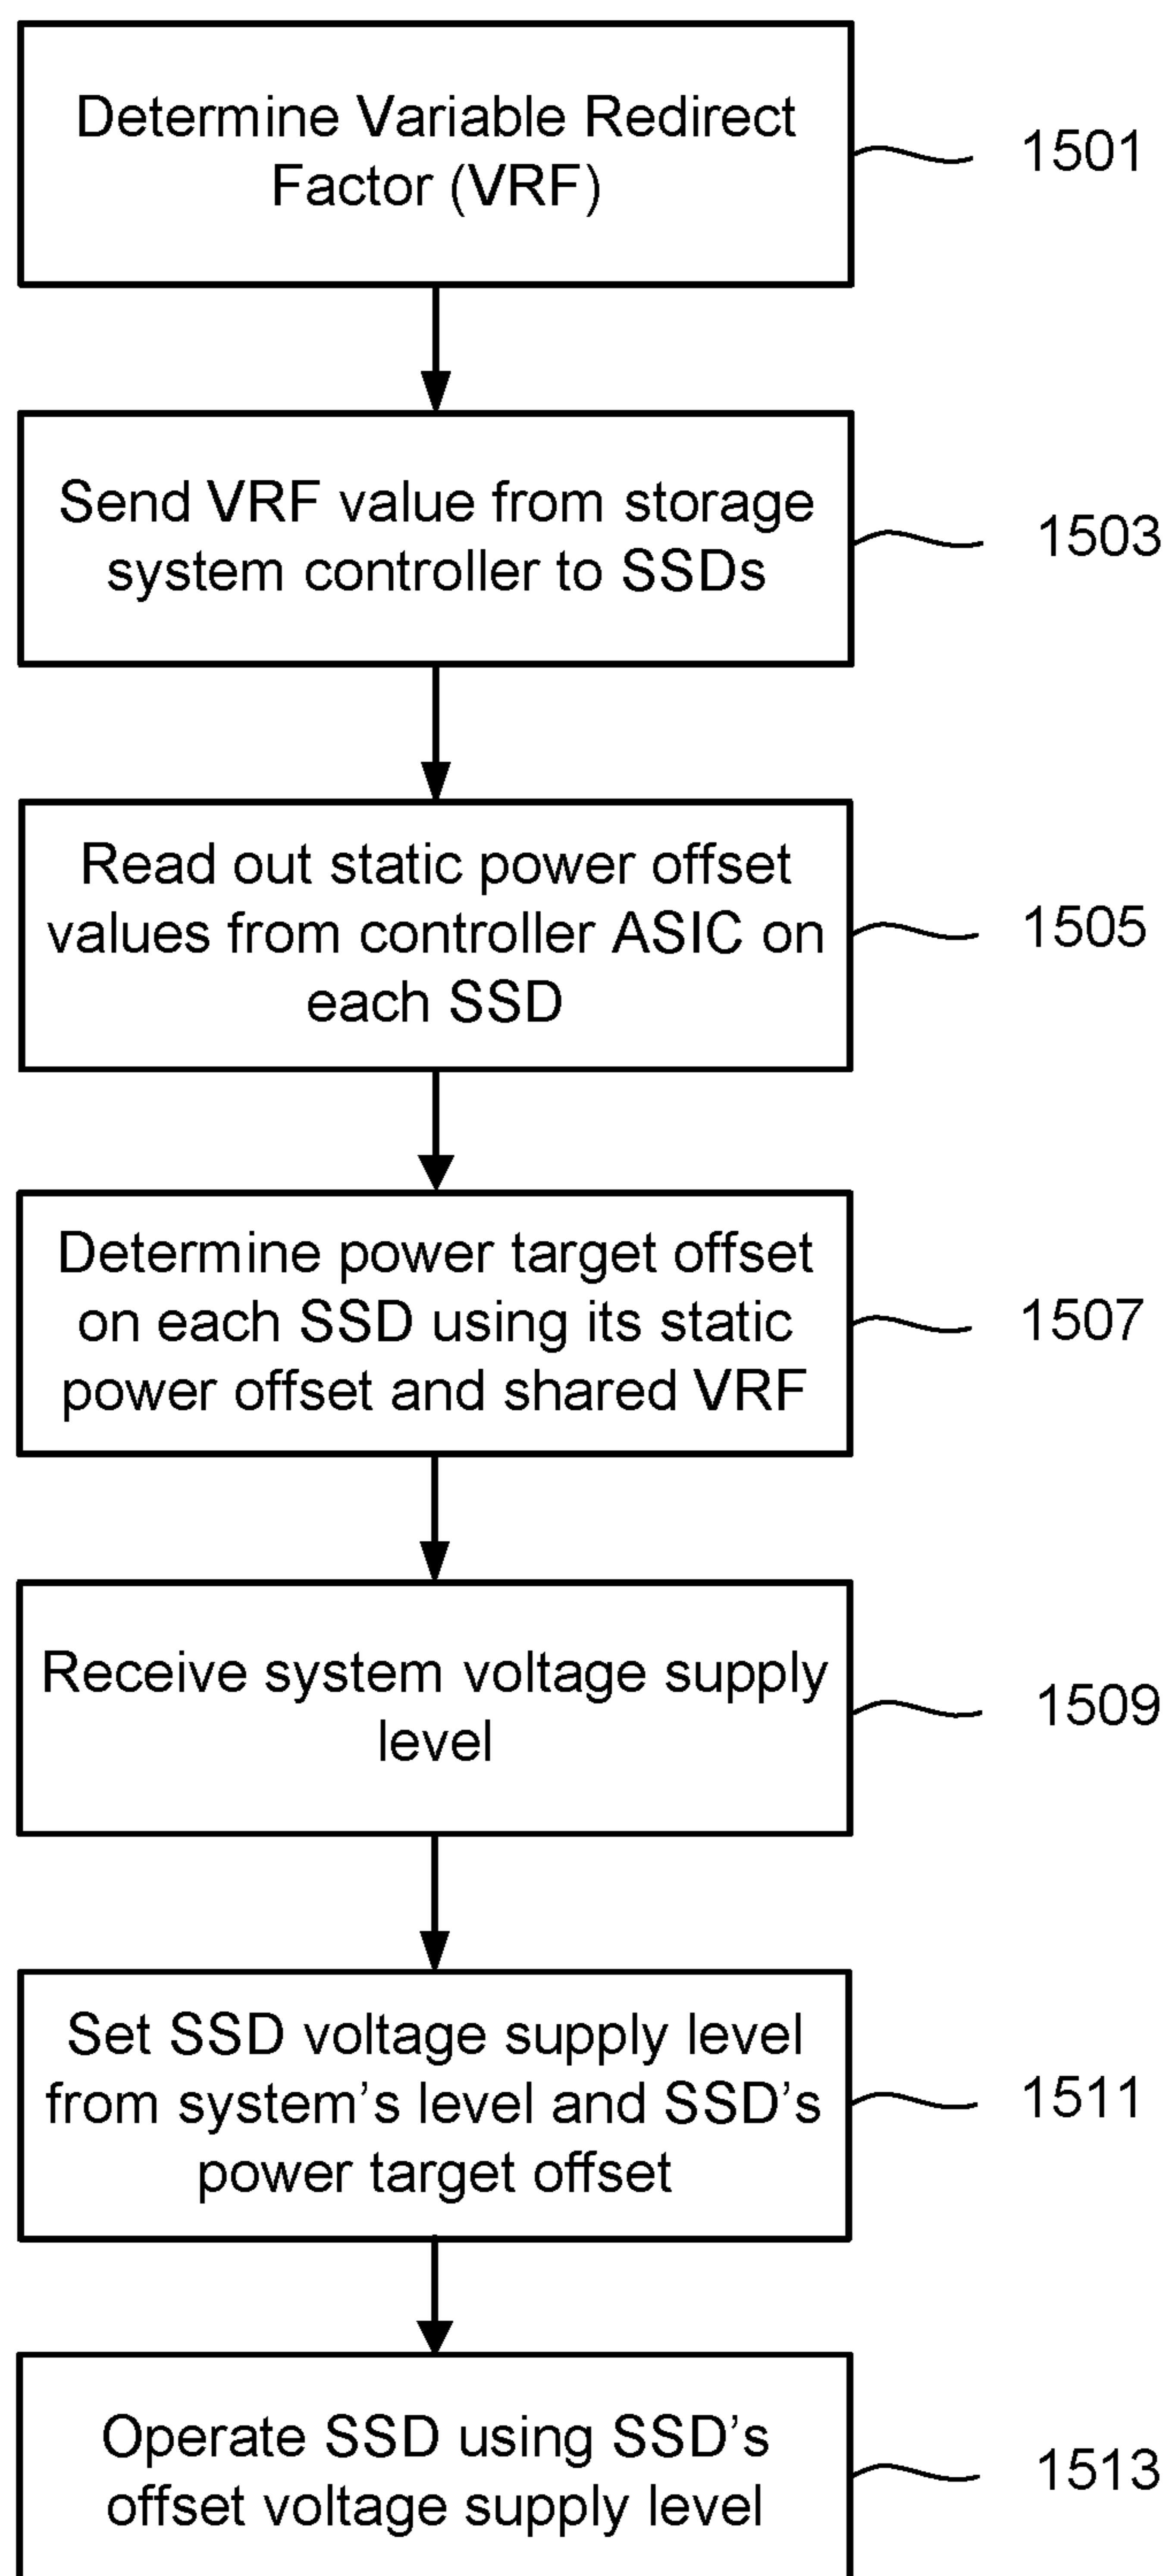 Determine Variable Redirect
Factor (VRF)
1501
Send VRF value from storage
system controller to SSDs
1503
Read out static power offset
values from controller ASIC on
each SSD
1505
Determine power target offset
on each SSD using its static
power offset and shared VRF
1507
Receive system voltage supply
level
1509
Set SSD voltage supply level
from system's level and SSD's
power target offset
1511
Operate SSD using SSD's
offset voltage supply level
1513